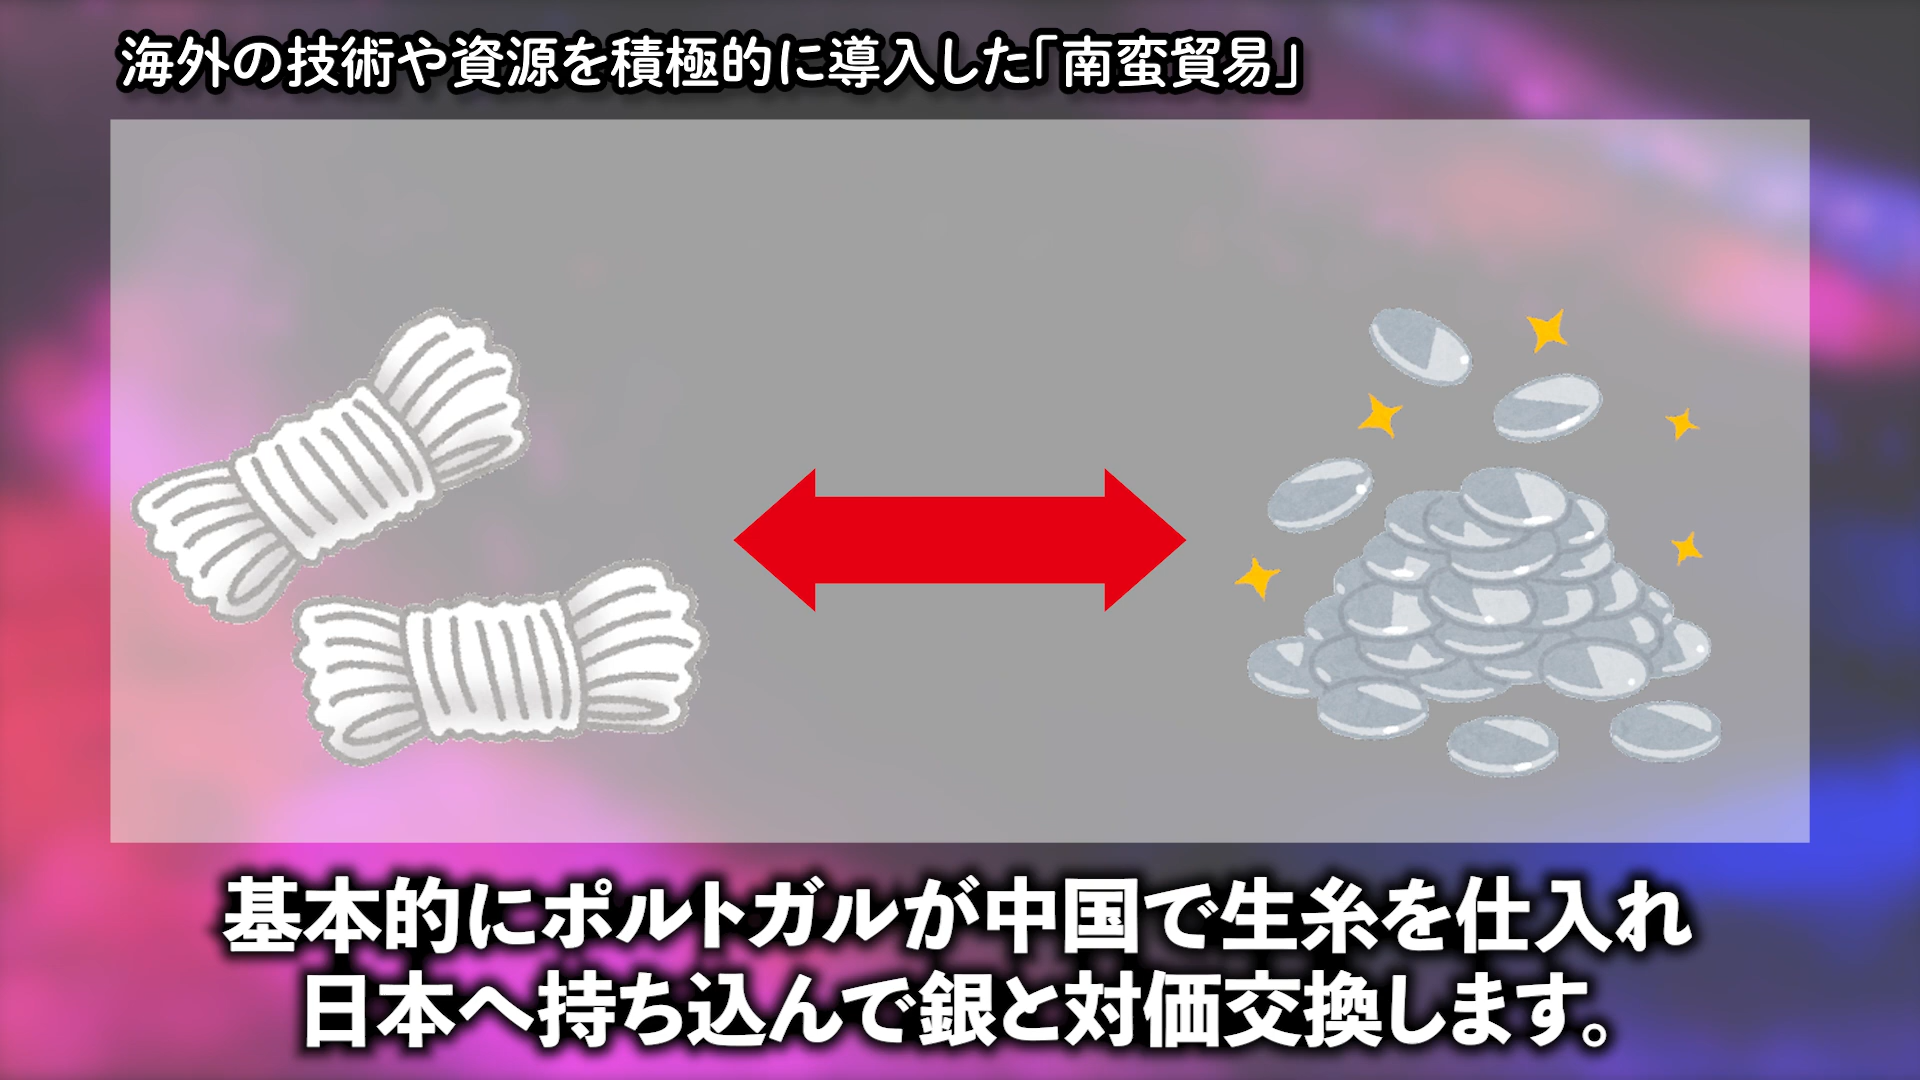 海外の技術や資源を積極的に導入した「南蛮貿易」
基本的にポルトガルが中国で生糸を仕入れ
日本へ持ち込んで銀と対価交換します。